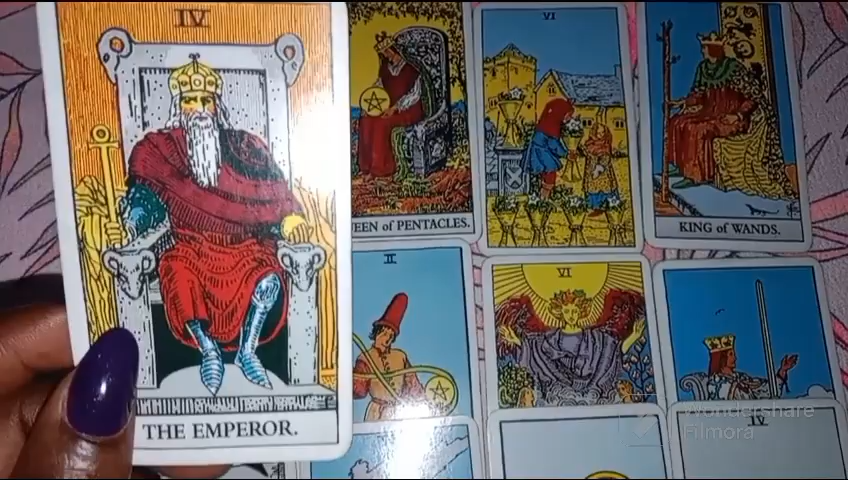 IV
THE EMPEROR.
EEN of PENTACLES.
VI
KING of WANDS.
II
VI
IV
Wondershare
Filmora